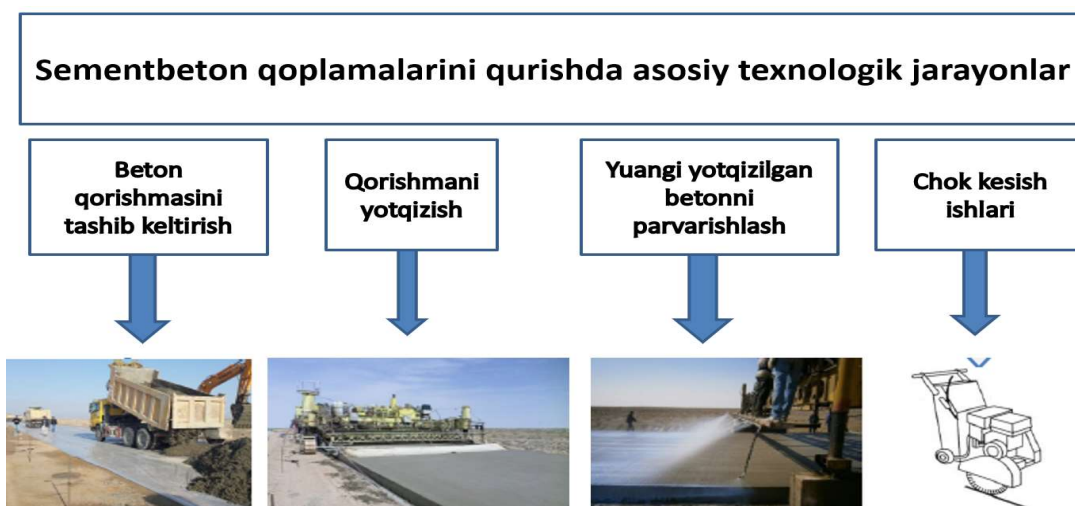 Sementbeton qoplamalarini qurishda asosiy texnologik jarayonlar
Beton
qorishmasini
tashib keltirish
Qorishmani
yotqizish
Yuangi yotqizilgan
betonni
parvarishlash
Chok kesish
ishlari